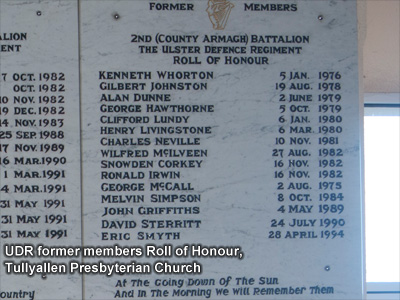 FORMER MEMBERS
2ND (COUNTY ARMAGH) BATTALION
THE ULSTER DEFENCE REGIMENT
ROLL OF HONOUR
KENNETH WHORTON 5 JAN. 1976
GILBERT JOHNSTON 19 AUG. 1978
ALAN DUNNE 2 JUNE 1979
GEORGE HAWTHORNE 5 OCT. 1979
CLIFFORD LUNDY 6 JAN. 1980
HENRY LIVINGSTONE 6 MAR. 1980
CHARLES NEVILLE 10 NOV. 1981
WILFRED McILVEEN 27 AUG. 1982
SNOWDEN CORKEY 16 NOV. 1982
RONALD IRWIN 16 NOV. 1982
GEORGE McCALL 2 AUG. 1975
MELVIN SIMPSON 8 OCT. 1984
JOHN GRIFFITHS 4 MAY 1989
DAVID STERRITT 24 JULY 1990
ERIC SMYTH 28 APRIL 1994
At The Going Down Of The Sun
And in The Morning We Will Remember Them
ALION
MENT
7 OCT. 1982
OCT. 1982
10 NOV. 1982
19 DEC. 1982
14 NOV. 1983
25 SEP. 1988
17 NOV. 1989
16 MAR. 1990
1 MAR. 1991
1 MAR. 1991
31 MAY 1991
31 MAY 1991
31 MAY 1991
Country
UDR former members Roll of Honour,
Tullyallen Presbyterian Church